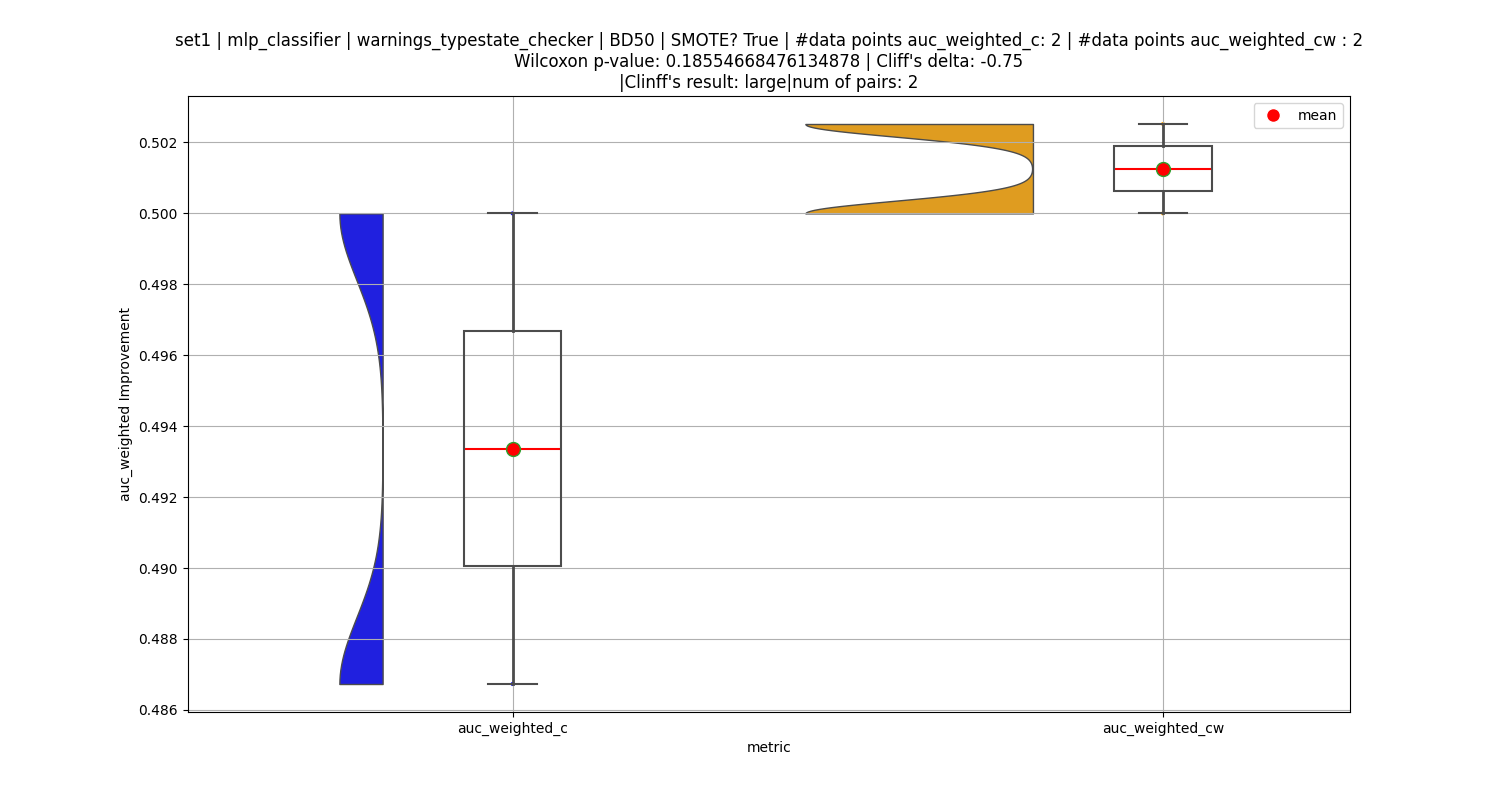 set1 | mlp_classifier | warnings_typestate_checker | BD50 | SMOTE? True | #data points auc_weighted_c: 2 | #data points auc_weighted_cw : 2
Wilcoxon p-value: 0.18554668476134878 | Cliff's delta: -0.75
|Clinff's result: large|num of pairs: 2
mean
0.502
0.500
0.498
0.496
0.494
0.492
0.490
0.488
0.486
auc_weighted Improvement
auc_weighted_c
auc_weighted_cw
metric